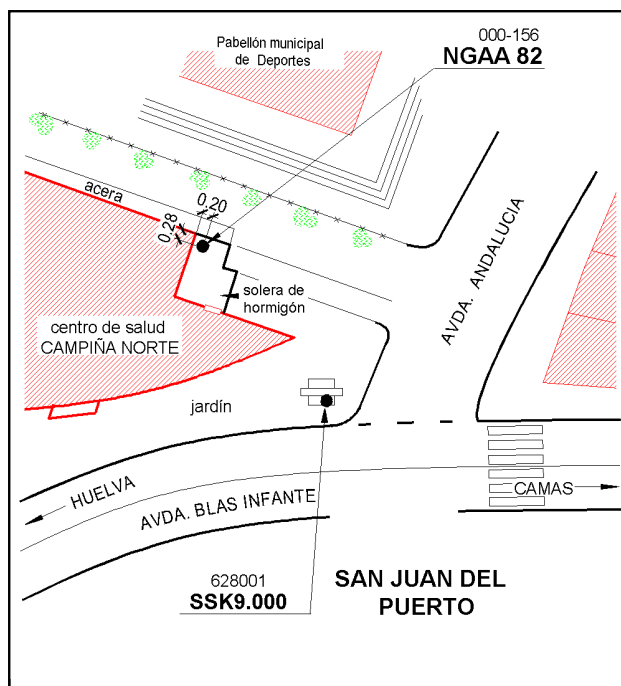 000-156
NGAA 82
Pabellón municipal
de Deportes
acera
0.20
0.28
AVDA. ANDALUCIA
solera de
hormigón
centro de salud
CAMPIÑA NORTE
jardín
HUELVA
AVDA. BLAS INFANTE
CAMAS
628001
SSK9.000
SAN JUAN DEL
PUERTO